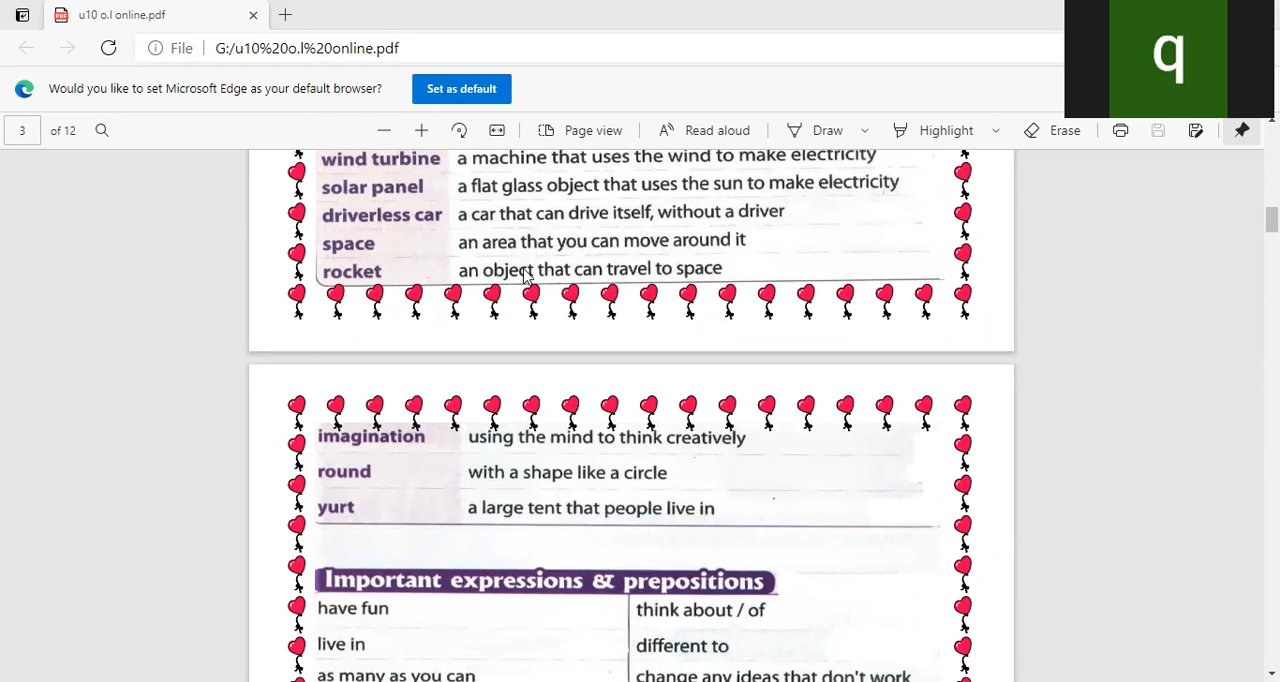 u10 o.l online.pdf
File
G:/u10%20o.l%20online.pdf
Would you like to set Microsoft Edge as your default browser?
Set as default
3 of 12
Page view
Read aloud
Draw
Highlight
Erase
q
wind turbine a machine that uses the wind to make electricity
solar panel a flat glass object that uses the sun to make electricity
driverless car a car that can drive itself, without a driver
space an area that you can move around it
rocket an object that can travel to space
imagination using the mind to think creatively
round with a shape like a circle
yurt a large tent that people live in
Important expressions & prepositions
have fun think about / of
live in different to
as many as you can change any ideas that don't work